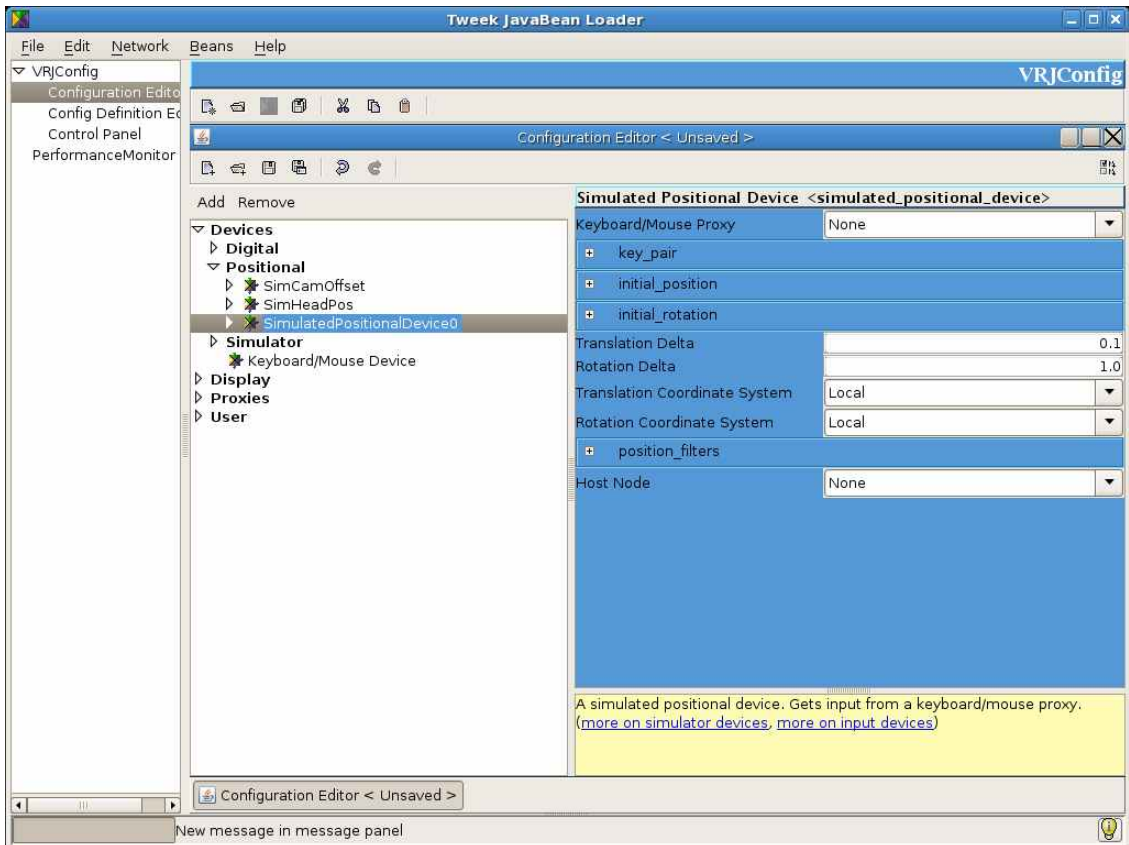 Tweek JavaBean Loader
File Edit Network Beans Help
VRJConfig
Configuration Edito
Config Definition Ec
Control Panel
PerformanceMonitor
VRJConfig
Configuration Editor < Unsaved >
Add Remove
Devices
Digital
Positional
SimCamOffset
SimHeadPos
SimulatedPositionalDevice0
Simulator
Keyboard/Mouse Device
Display
Proxies
User
Simulated Positional Device <simulated_positional_device>
Keyboard/Mouse Proxy None
key_pair
initial_position
initial_rotation
Translation Delta 0.1
Rotation Delta 1.0
Translation Coordinate System Local
Rotation Coordinate System Local
position_filters
Host Node None
A simulated positional device. Gets input from a keyboard/mouse proxy.
(more on simulator devices, more on input devices)
Configuration Editor < Unsaved >
New message in message panel